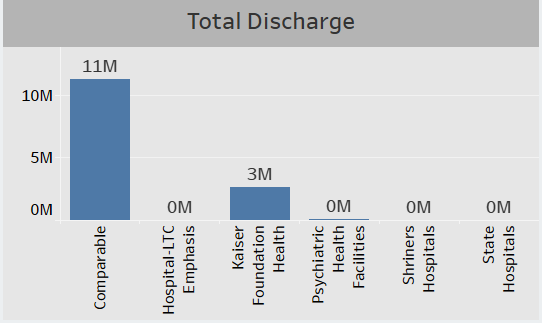 Total Discharge
11M
10M
5M
0M
0M
3M
0M
0M
0M
Comparable
Hospital-LTC
Emphasis
Kaiser
Foundation
Health
Psychiatric
Health
Facilities
Shriners
Hospitals
State
Hospitals